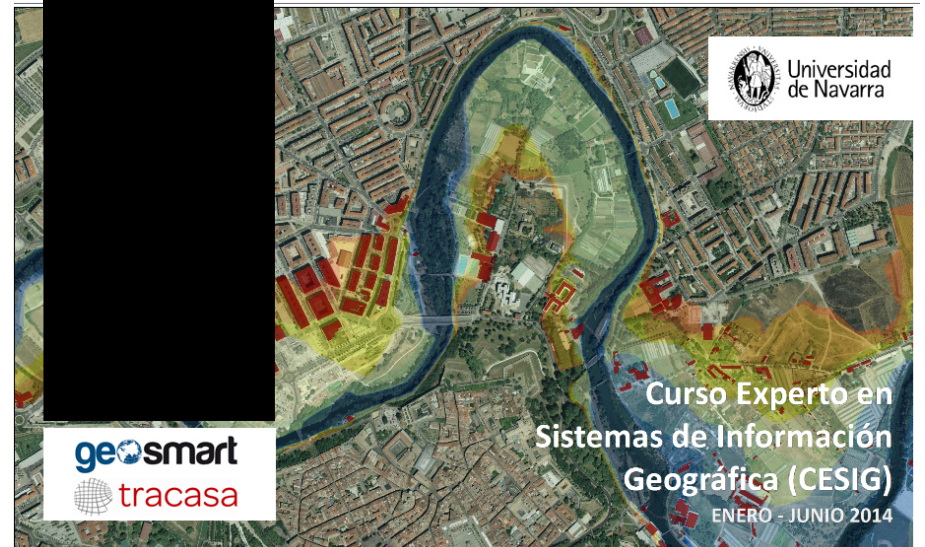 Universidad
de Navarra
Curso Experto en
Sistemas de Información
Geográfica (CESIG)
ENERO - JUNIO 2014
geosmart
tracasa